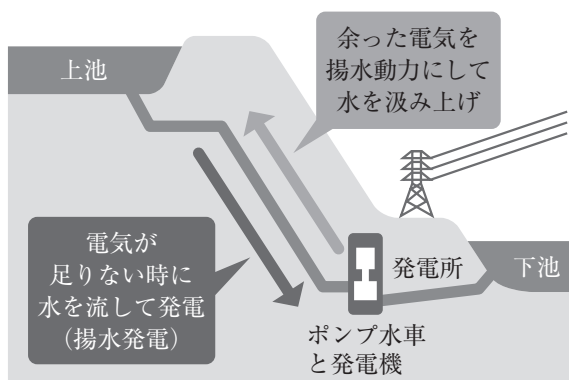 上池
余った電気を
揚水動力にして
水を汲み上げ
電気が
足りない時に
水を流して発電
（揚水発電）
発電所
下池
ポンプ水車
と発電機